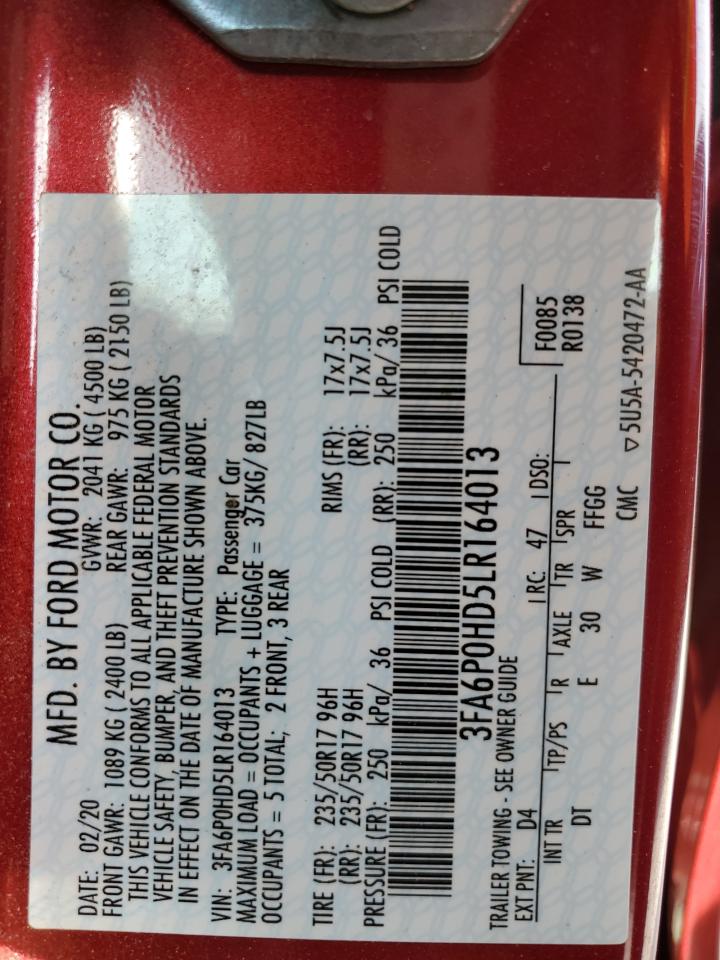 MFD. BY FORD MOTOR CO.
DATE: 02/20 GVWR: 2041 KG ( 4500 LB)
FRONT GAWR: 1089 KG ( 2400 LB) REAR GAWR: 975 KG ( 2150 LB)
THIS VEHICLE CONFORMS TO ALL APPLICABLE FEDERAL MOTOR
VEHICLE SAFETY, BUMPER, AND THEFT PREVENTION STANDARDS
IN EFFECT ON THE DATE OF MANUFACTURE SHOWN ABOVE.
VIN: 3FA6P0HD5LR164013 TYPE: Passenger Car
MAXIMUM LOAD = OCCUPANTS + LUGGAGE = 375KG/ 827LB
OCCUPANTS = 5 TOTAL; 2 FRONT, 3 REAR
TIRE (FR): 235/50R17 96H RIMS (FR): 17x7.5J
(RR): 235/50R17 96H (RR): 17x7.5J
PRESSURE (FR): 250 kPa/ 36 PSI COLD (RR): 250 kPa/ 36 PSI COLD
3FA6P0HD5LR164013
TRAILER TOWING - SEE OWNER GUIDE
F0085
EXT PNT: D4 RC: 47 DSO: R0138
INT TR TP/PS R AXLE TR SPR
DT E 30 W FFGG
CMC ▽5U5A-5420472-AA